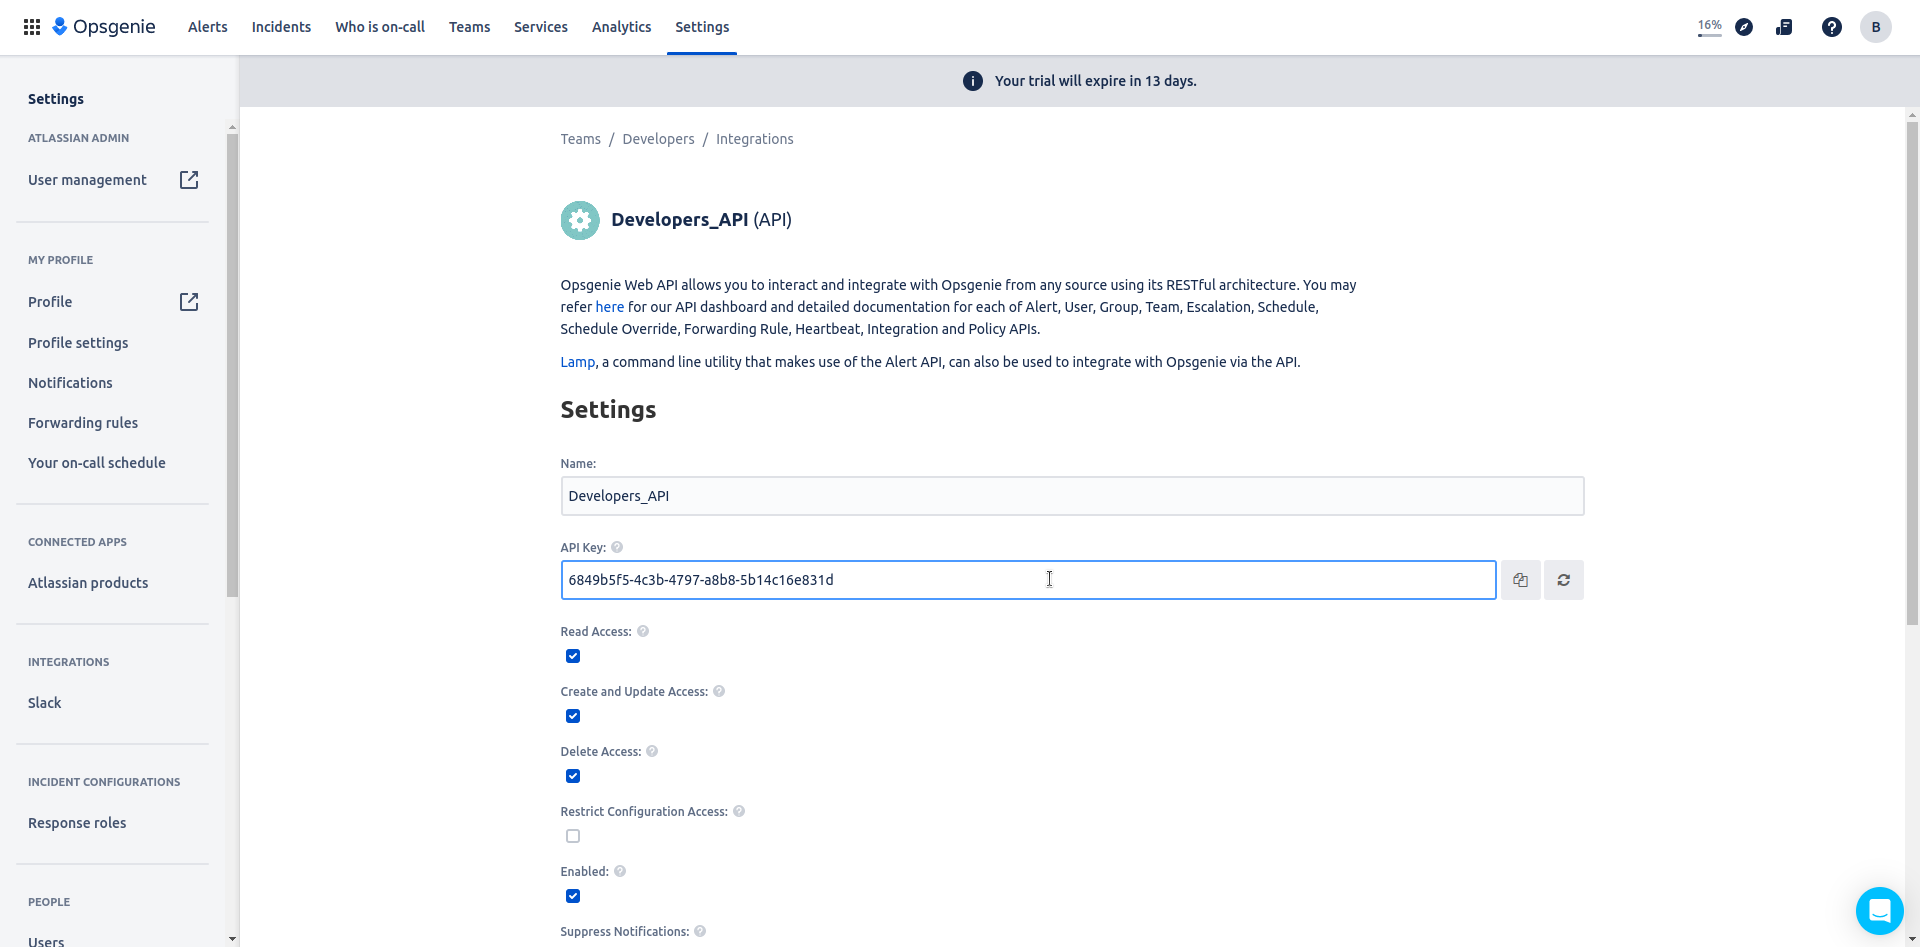 Opsgenie
Alerts
Incidents
Who is on-call
Teams
Services
Analytics
Settings
16%
B
Settings
ATLASSIAN ADMIN
User management
MY PROFILE
Profile
Profile settings
Notifications
Forwarding rules
Your on-call schedule
CONNECTED APPS
Atlassian products
INTEGRATIONS
Slack
INCIDENT CONFIGURATIONS
Response roles
PEOPLE
Users
Your trial will expire in 13 days.
Teams / Developers / Integrations
Developers_API (API)
Opsgenie Web API allows you to interact and integrate with Opsgenie from any source using its RESTful architecture. You may
refer here for our API dashboard and detailed documentation for each of Alert, User, Group, Team, Escalation, Schedule,
Schedule Override, Forwarding Rule, Heartbeat, Integration and Policy APIs.
Lamp, a command line utility that makes use of the Alert API, can also be used to integrate with Opsgenie via the API.
Settings
Name:
Developers_API
API Key:
6849b5f5-4c3b-4797-a8b8-5b14c16e831d
Read Access:
Create and Update Access:
Delete Access:
Restrict Configuration Access:
Enabled:
Suppress Notifications: